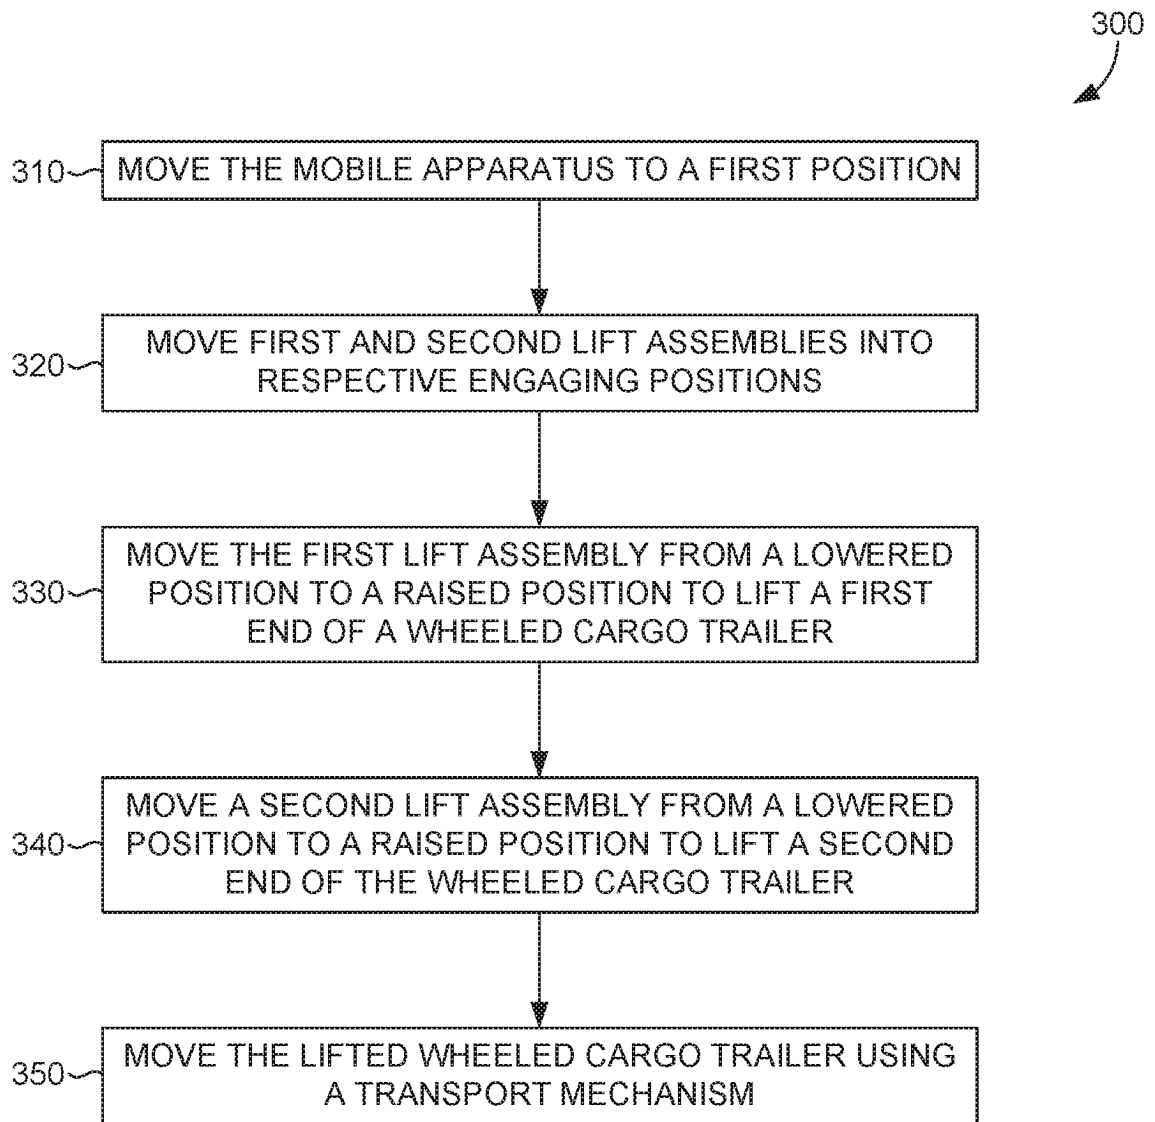 300
310
MOVE THE MOBILE APPARATUS TO A FIRST POSITION
320
MOVE FIRST AND SECOND LIFT ASSEMBLIES INTO
RESPECTIVE ENGAGING POSITIONS
330
MOVE THE FIRST LIFT ASSEMBLY FROM A LOWERED
POSITION TO A RAISED POSITION TO LIFT A FIRST
END OF A WHEELED CARGO TRAILER
340
MOVE A SECOND LIFT ASSEMBLY FROM A LOWERED
POSITION TO A RAISED POSITION TO LIFT A SECOND
END OF THE WHEELED CARGO TRAILER
350
MOVE THE LIFTED WHEELED CARGO TRAILER USING
A TRANSPORT MECHANISM